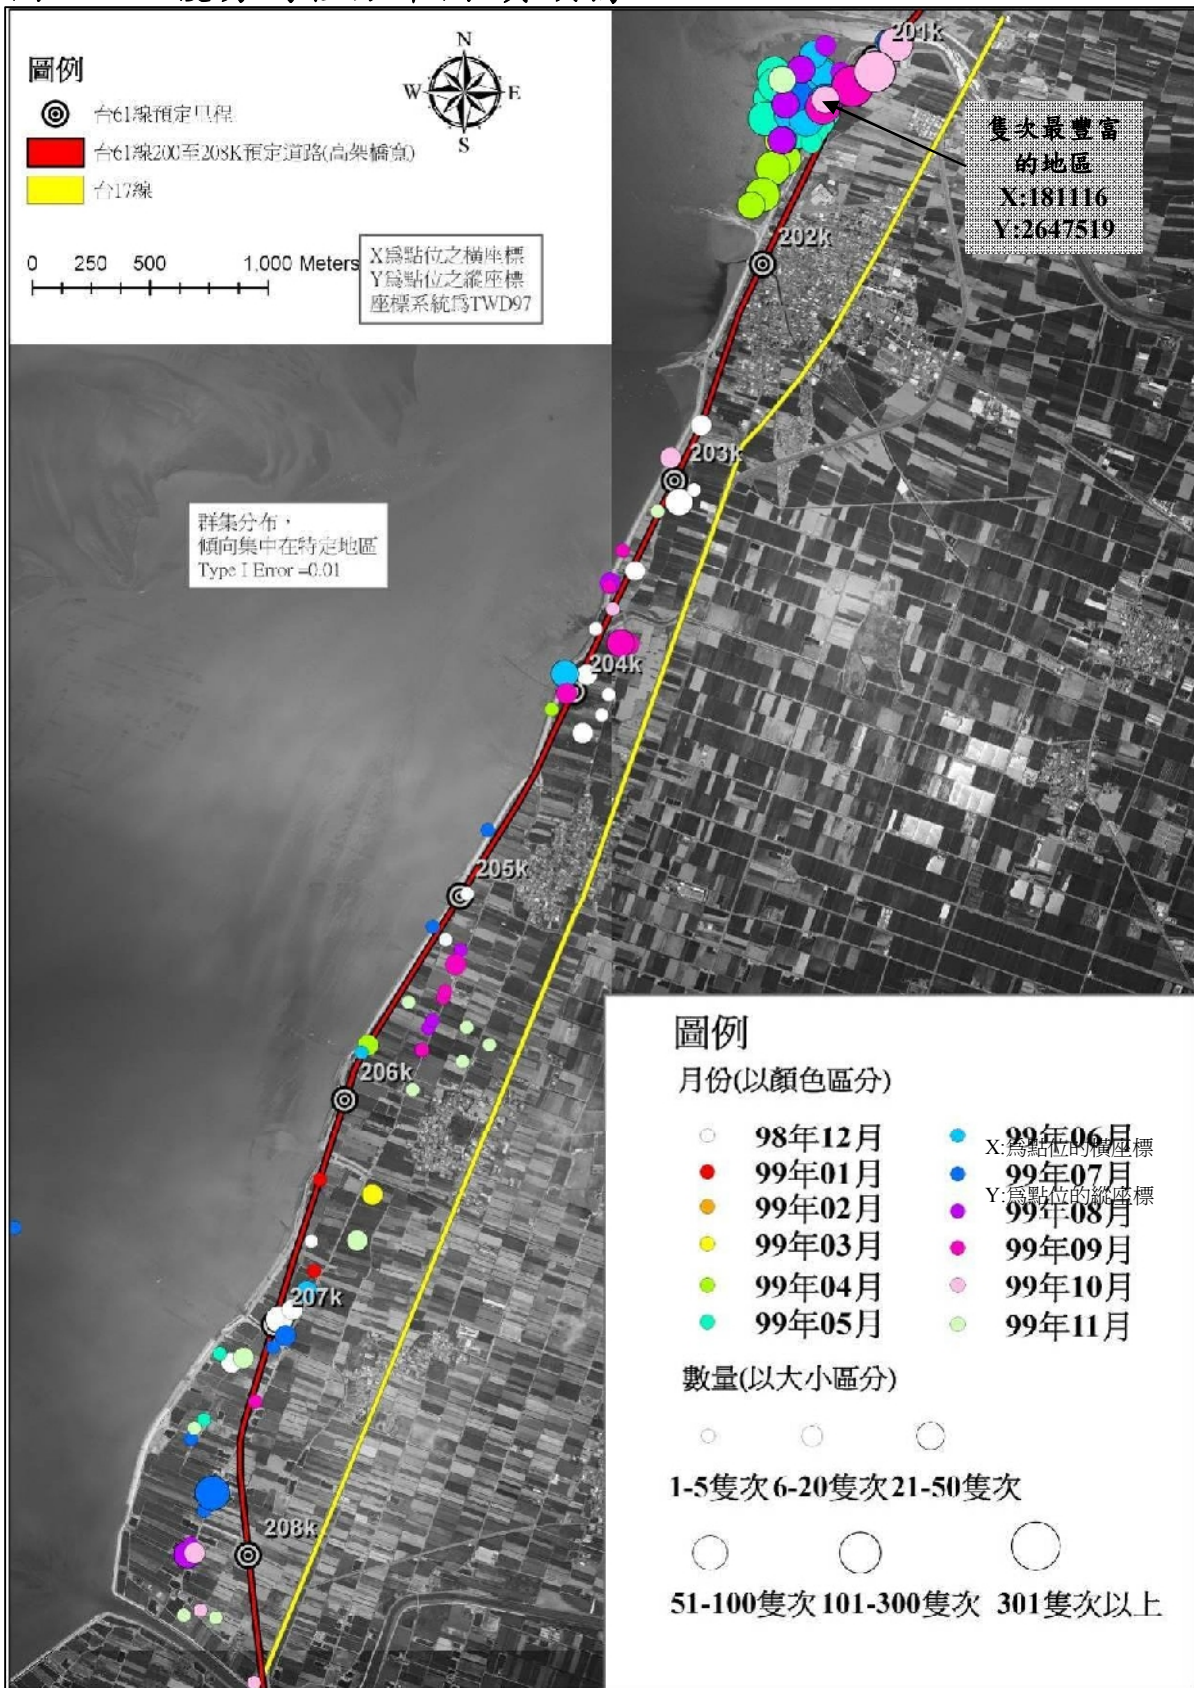 圖例
台61線預定里程
台61線200至208K預定道路(高架橋寬)
台17線
N
W
E
S
0 250 500 1,000 Meters
X為點位之橫座標
Y為點位之縱座標
座標系統為TWD97
201k
隻次最豐富
的地區
X:181116
Y:2647519
202k
203k
群集分布，
傾向集中在特定地區
Type I Error =0.01
204k
205k
206k
207k
208k
圖例
月份(以顏色區分)
98年12月
99年01月
99年02月
99年03月
99年04月
99年05月
99年06月
99年07月
99年08月
99年09月
99年10月
99年11月
X:為點位的橫座標
Y:為點位的縱座標
數量(以大小區分)
1-5隻次 6-20隻次 21-50隻次
51-100隻次 101-300隻次 301隻次以上